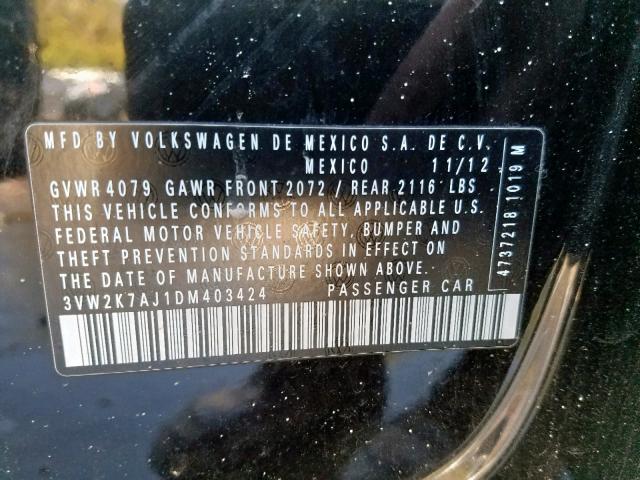 MFD BY VOLKSWAGEN DE MEXICO S.A. DE C.V.
MEXICO 11/12
GVWR 4079 GAWR FRONT 2072 / REAR 2116 LBS
THIS VEHICLE CONFORMS TO ALL APPLICABLE U.S.
FEDERAL MOTOR VEHICLE SAFETY, BUMPER AND
THEFT PREVENTION STANDARDS IN EFFECT ON
THE DATE OF MANUFACTURE SHOWN ABOVE.
3VW2K7AJ1DM403424 PASSENGER CAR
4737218 1019 M